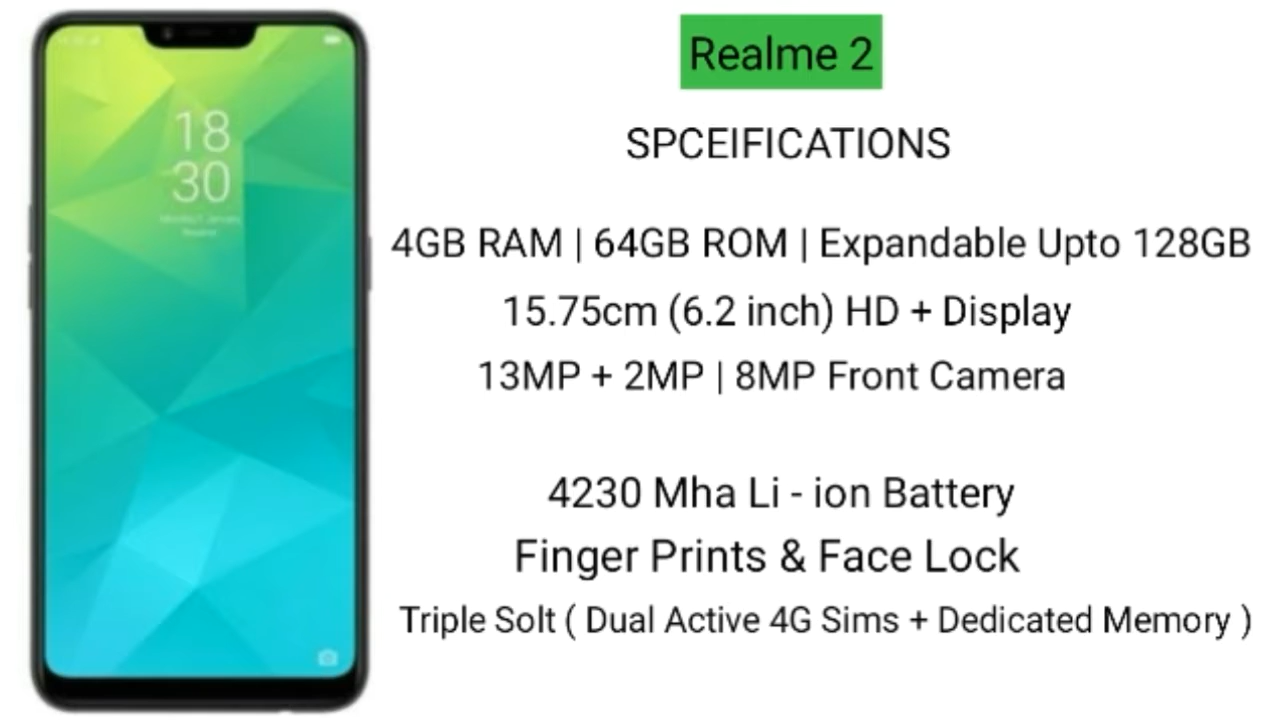 18
30
Realme 2
SPCEIFICATIONS
4GB RAM | 64GB ROM | Expandable Upto 128GB
15.75cm (6.2 inch) HD + Display
13MP + 2MP | 8MP Front Camera
4230 Mha Li - ion Battery
Finger Prints & Face Lock
Triple Solt ( Dual Active 4G Sims + Dedicated Memory )